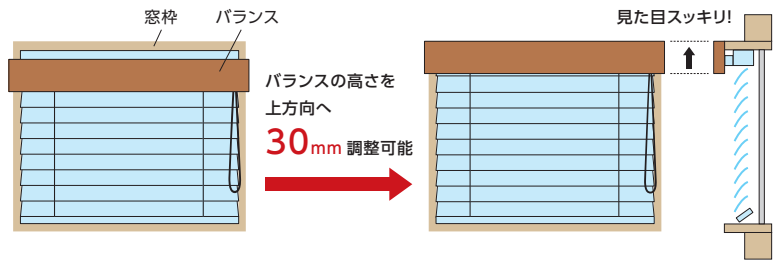 窓枠
バランス
バランスの高さを
上方向へ
30mm 調整可能
見た目スッキリ!